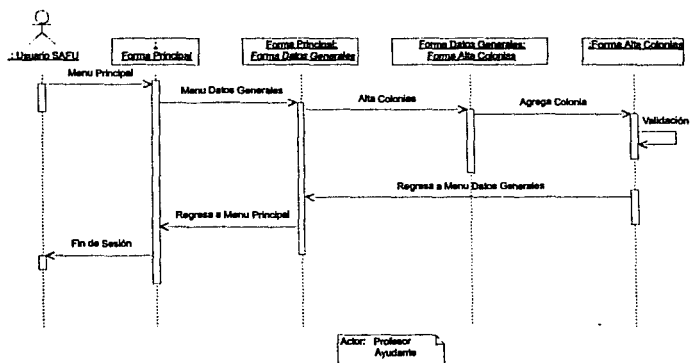 : Usuario SAFU
:
Forma Principal
Forma Principal:
Forma Datos Generales
Forma Datos Generales:
Forma Alta Colonias
:Forma Alta Colonias
Menu Principal
Menu Datos Generales
Alta Colonias
Agrega Colonia
Validación
Regresa a Menu Datos Generales
Regresa a Menu Principal
Fin de Sesión
Actor: Profesor
Ayudante